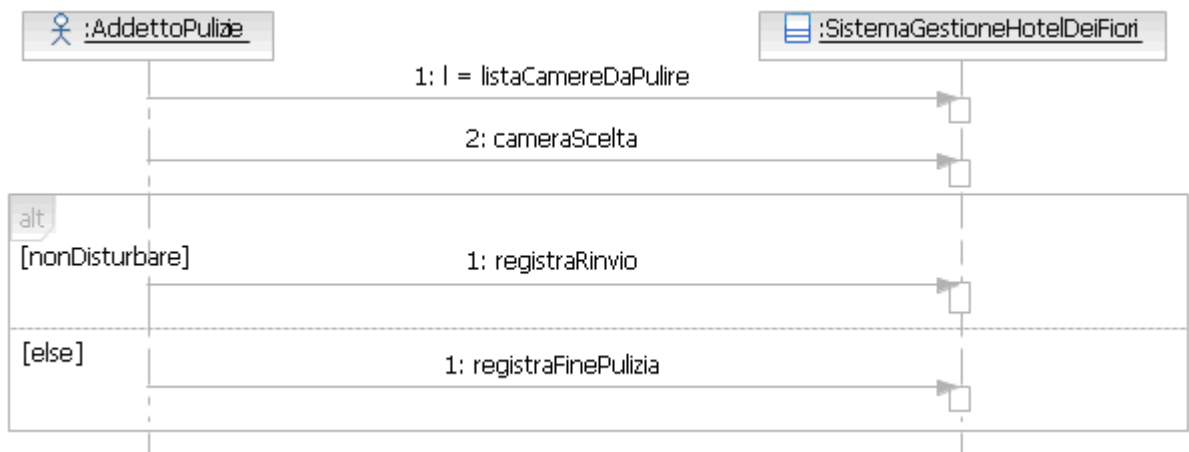 :AddettoPulizie
:SistemaGestioneHotelDeiFiori
1: l = listaCamereDaPulire
2: cameraScelta
alt
[nonDisturbare]
1: registraRinvio
[else]
1: registraFinePulizia